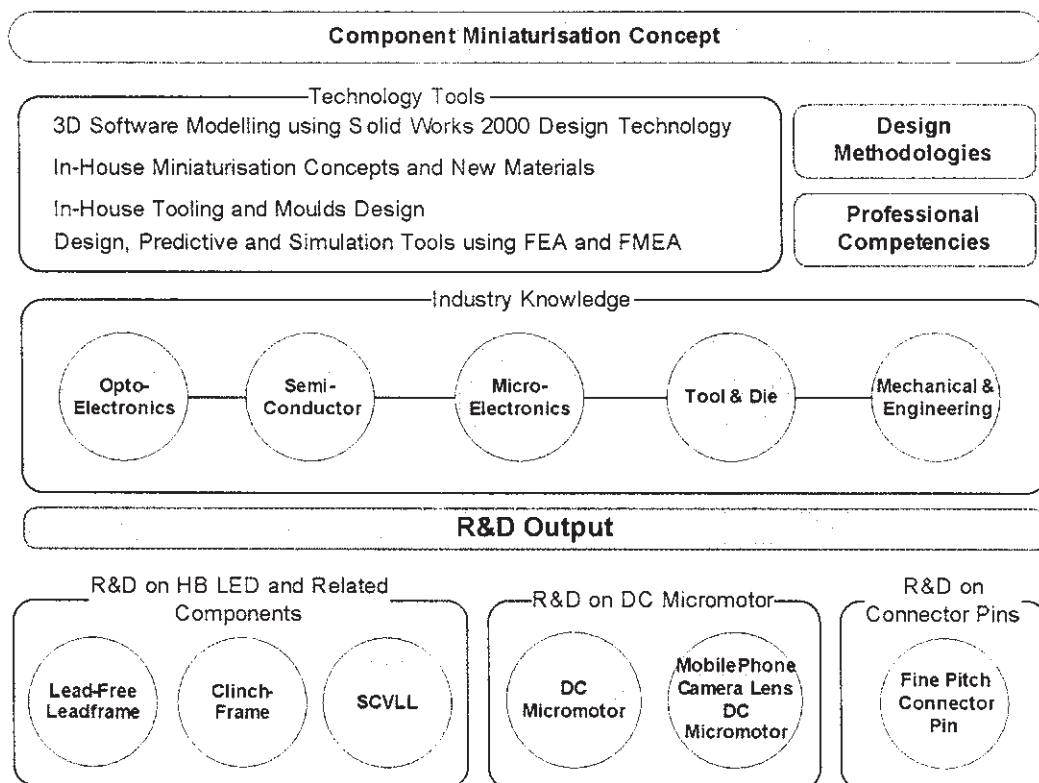 Component Miniaturisation Concept
Technology Tools
3D Software Modelling using Solid Works 2000 Design Technology
In-House Miniaturisation Concepts and New Materials
In-House Tooling and Moulds Design
Design, Predictive and Simulation Tools using FEA and FMEA
Design
Methodologies
Professional
Competencies
Industry Knowledge
Opto-
Electronics
Semi-
Conductor
Micro-
Electronics
Tool & Die
Mechanical &
Engineering
R&D Output
R&D on HB LED and Related
Components
Lead-Free
Leadframe
Clinch-
Frame
SCVLL
R&D on DC Micromotor
DC
Micromotor
MobilePhone
Camera Lens
DC
Micromotor
R&D on
Connector Pins
Fine Pitch
Connector
Pin